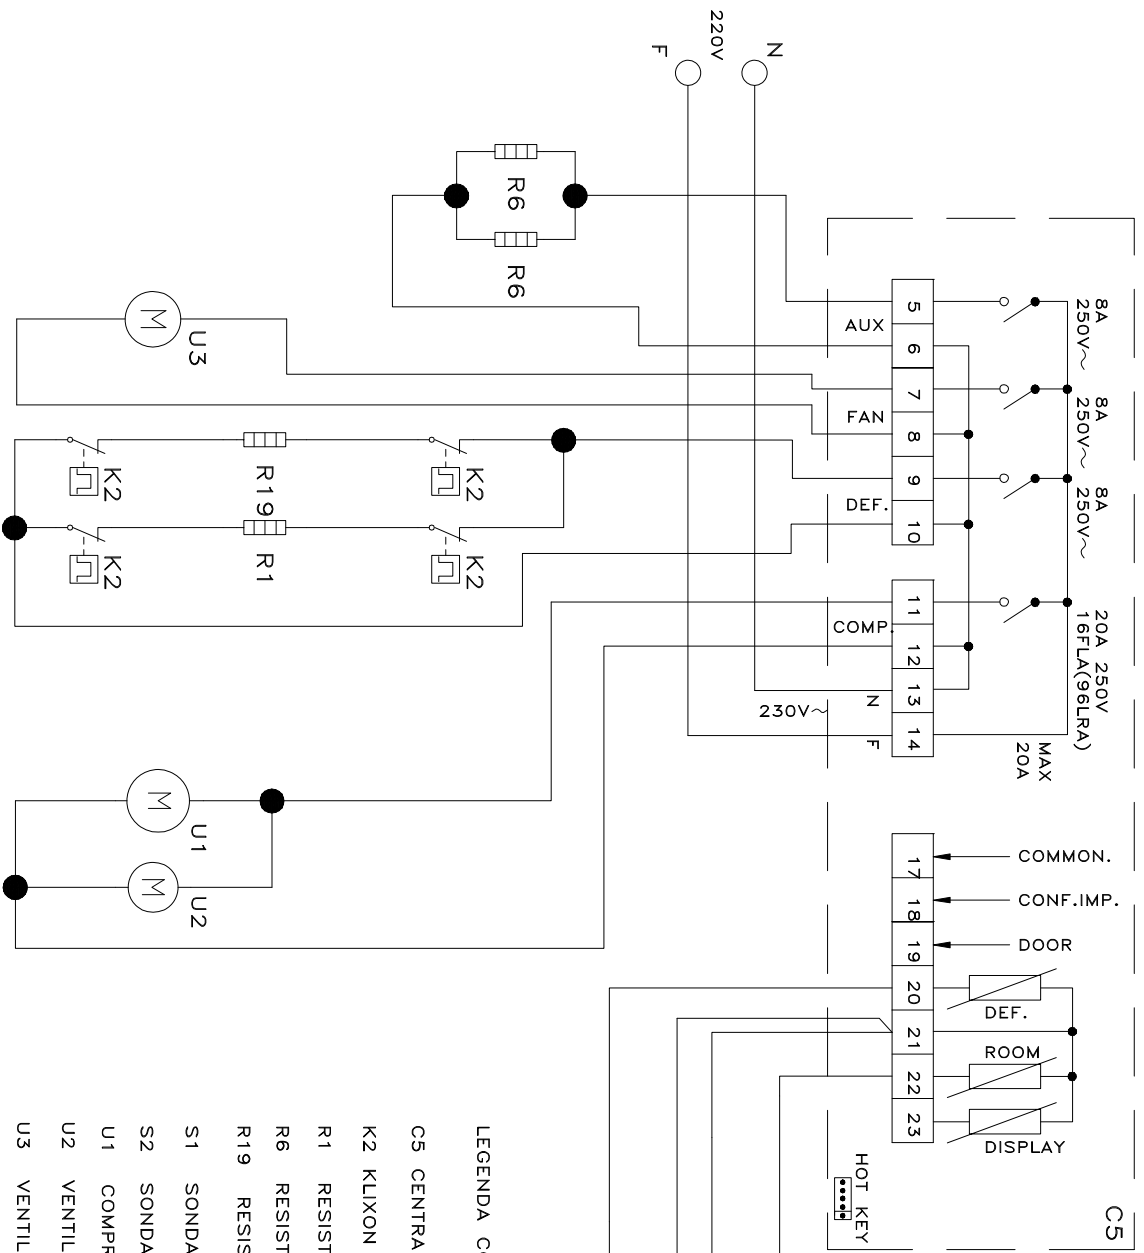 N
220V
F
R6
R6
U3
K2
R19
K2
K2
R1
K2
U1
U2
AUX
FAN
DEF.
COMP.
230V~
N
F
5
6
7
8
9
10
11
12
13
14
17
18
19
20
21
22
23
M
M
M
8A
250V~
8A
250V~
8A
250V~
20A 250V
16FLA(96LRA)
MAX
20A
COMMON.
CONF.IMP.
DOOR
DEF.
ROOM
DISPLAY
HOT KEY
C5
LEGENDA
C5 CENTRA
K2 KLIXON
R1 RESIST
R6 RESIST
R19 RESIS
S1 SONDA
S2 SONDA
U1 COMPR
U2 VENTIL
U3 VENTIL